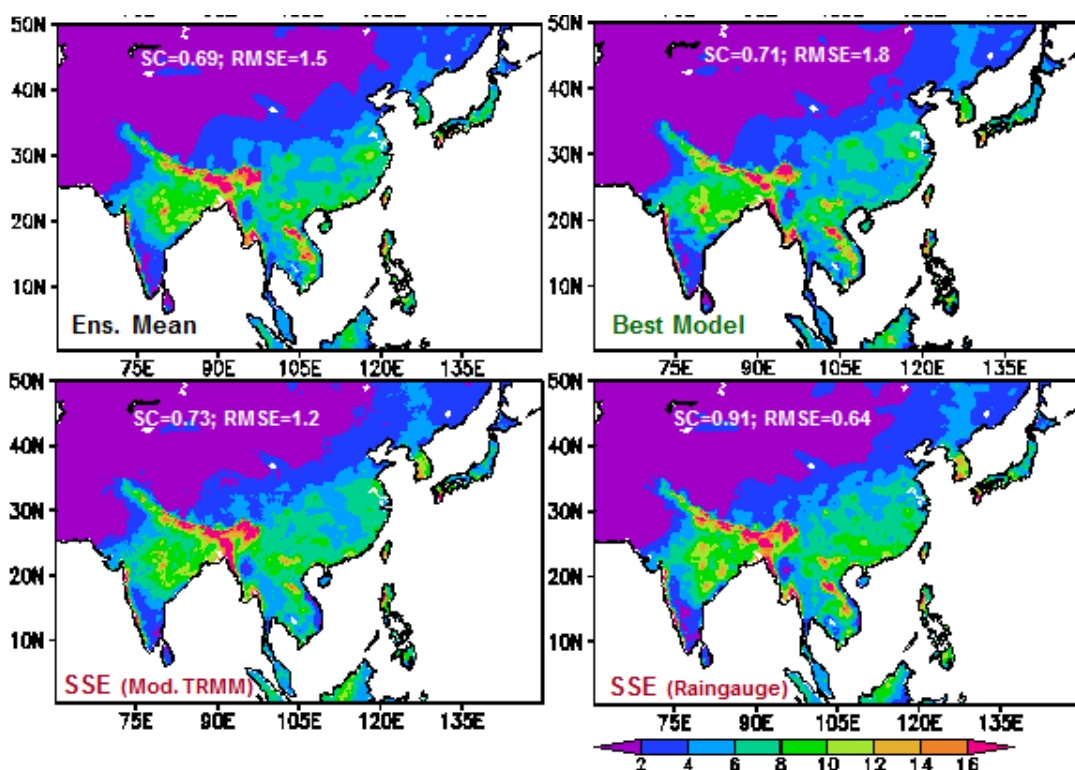 50N
SC=0.69; RMSE=1.5
40N
30N
20N
10N
Ens. Mean
75E 90E 105E 120E 135E
50N
SC=0.71; RMSE=1.8
40N
30N
20N
10N
Best Model
75E 90E 105E 120E 135E
50N
SC=0.73; RMSE=1.2
40N
30N
20N
10N
SSE (Mod. TRMM)
75E 90E 105E 120E 135E
50N
SC=0.91; RMSE=0.64
40N
30N
20N
10N
SSE (Raingauge)
75E 90E 105E 120E 135E
2 4 6 8 10 12 14 16